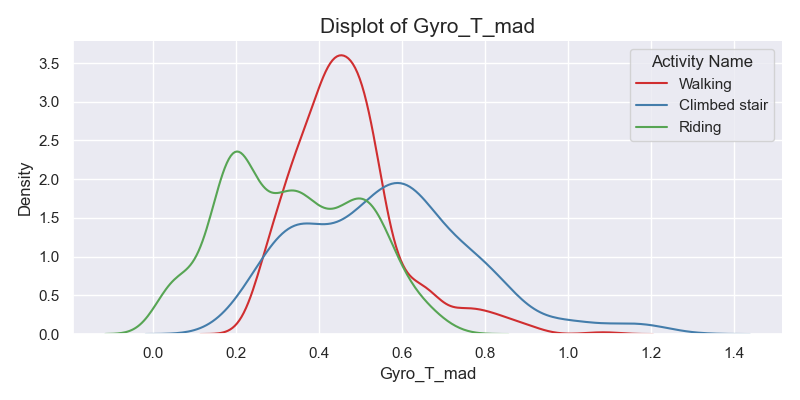 Displot of Gyro_T_mad
Activity Name
Walking
Climbed stair
Riding
Density
3.5
3.0
2.5
2.0
1.5
1.0
0.5
0.0
0.0 0.2 0.4 0.6 0.8 1.0 1.2 1.4
Gyro_T_mad